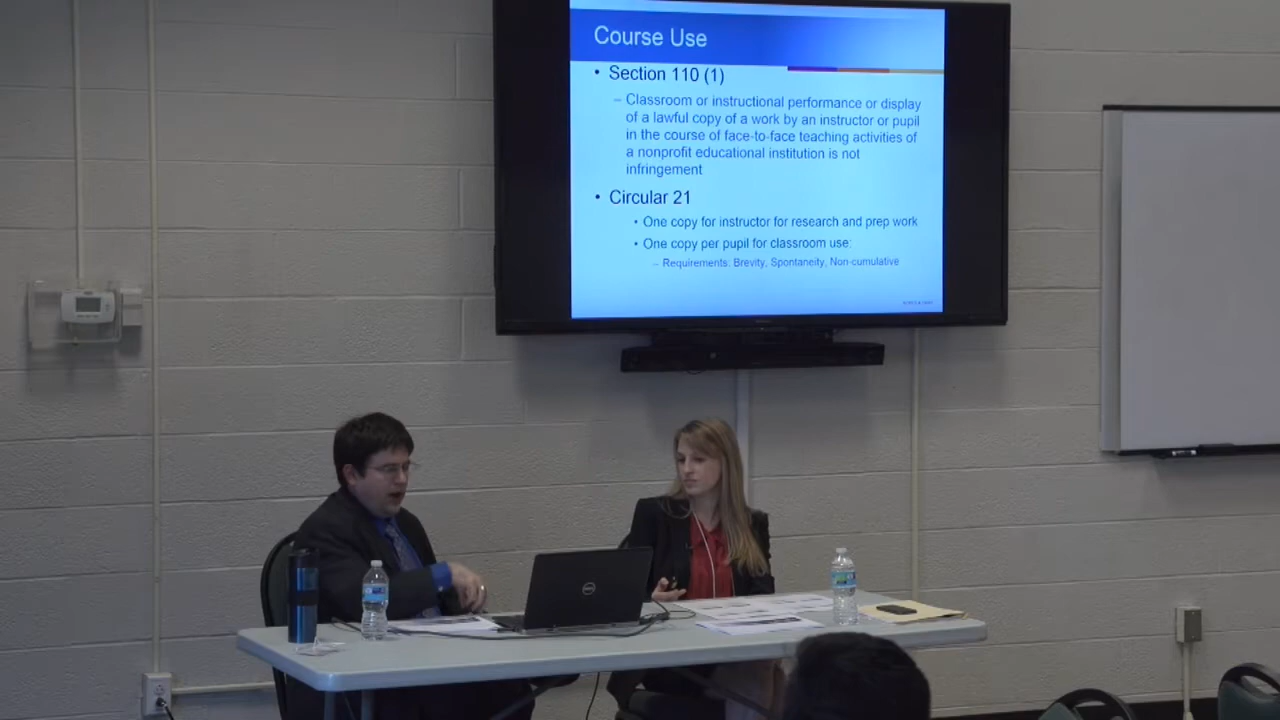 Course Use
• Section 110 (1)
– Classroom or instructional performance or display
of a lawful copy of a work by an instructor or pupil
in the course of face-to-face teaching activities of
a nonprofit educational institution is not
infringement
• Circular 21
• One copy for instructor for research and prep work
• One copy per pupil for classroom use:
– Requirements: Brevity, Spontaneity, Non-cumulative
DELL